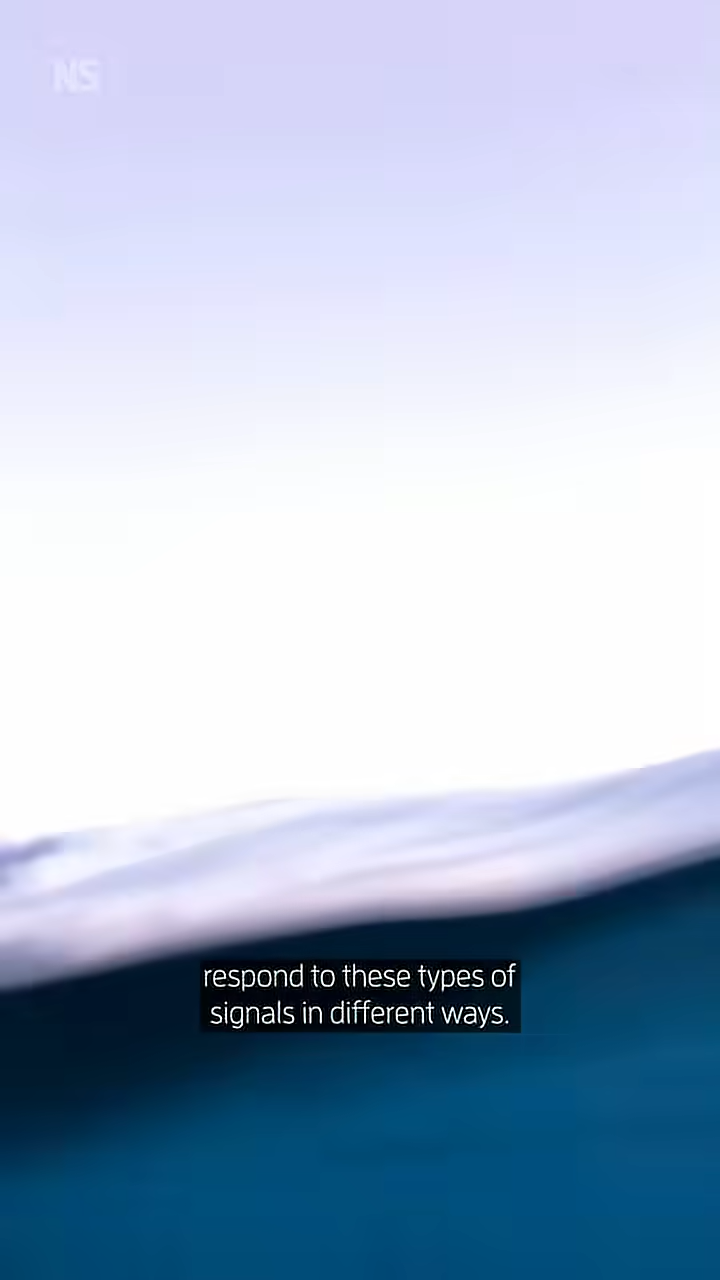 NS
respond to these types of
signals in different ways.